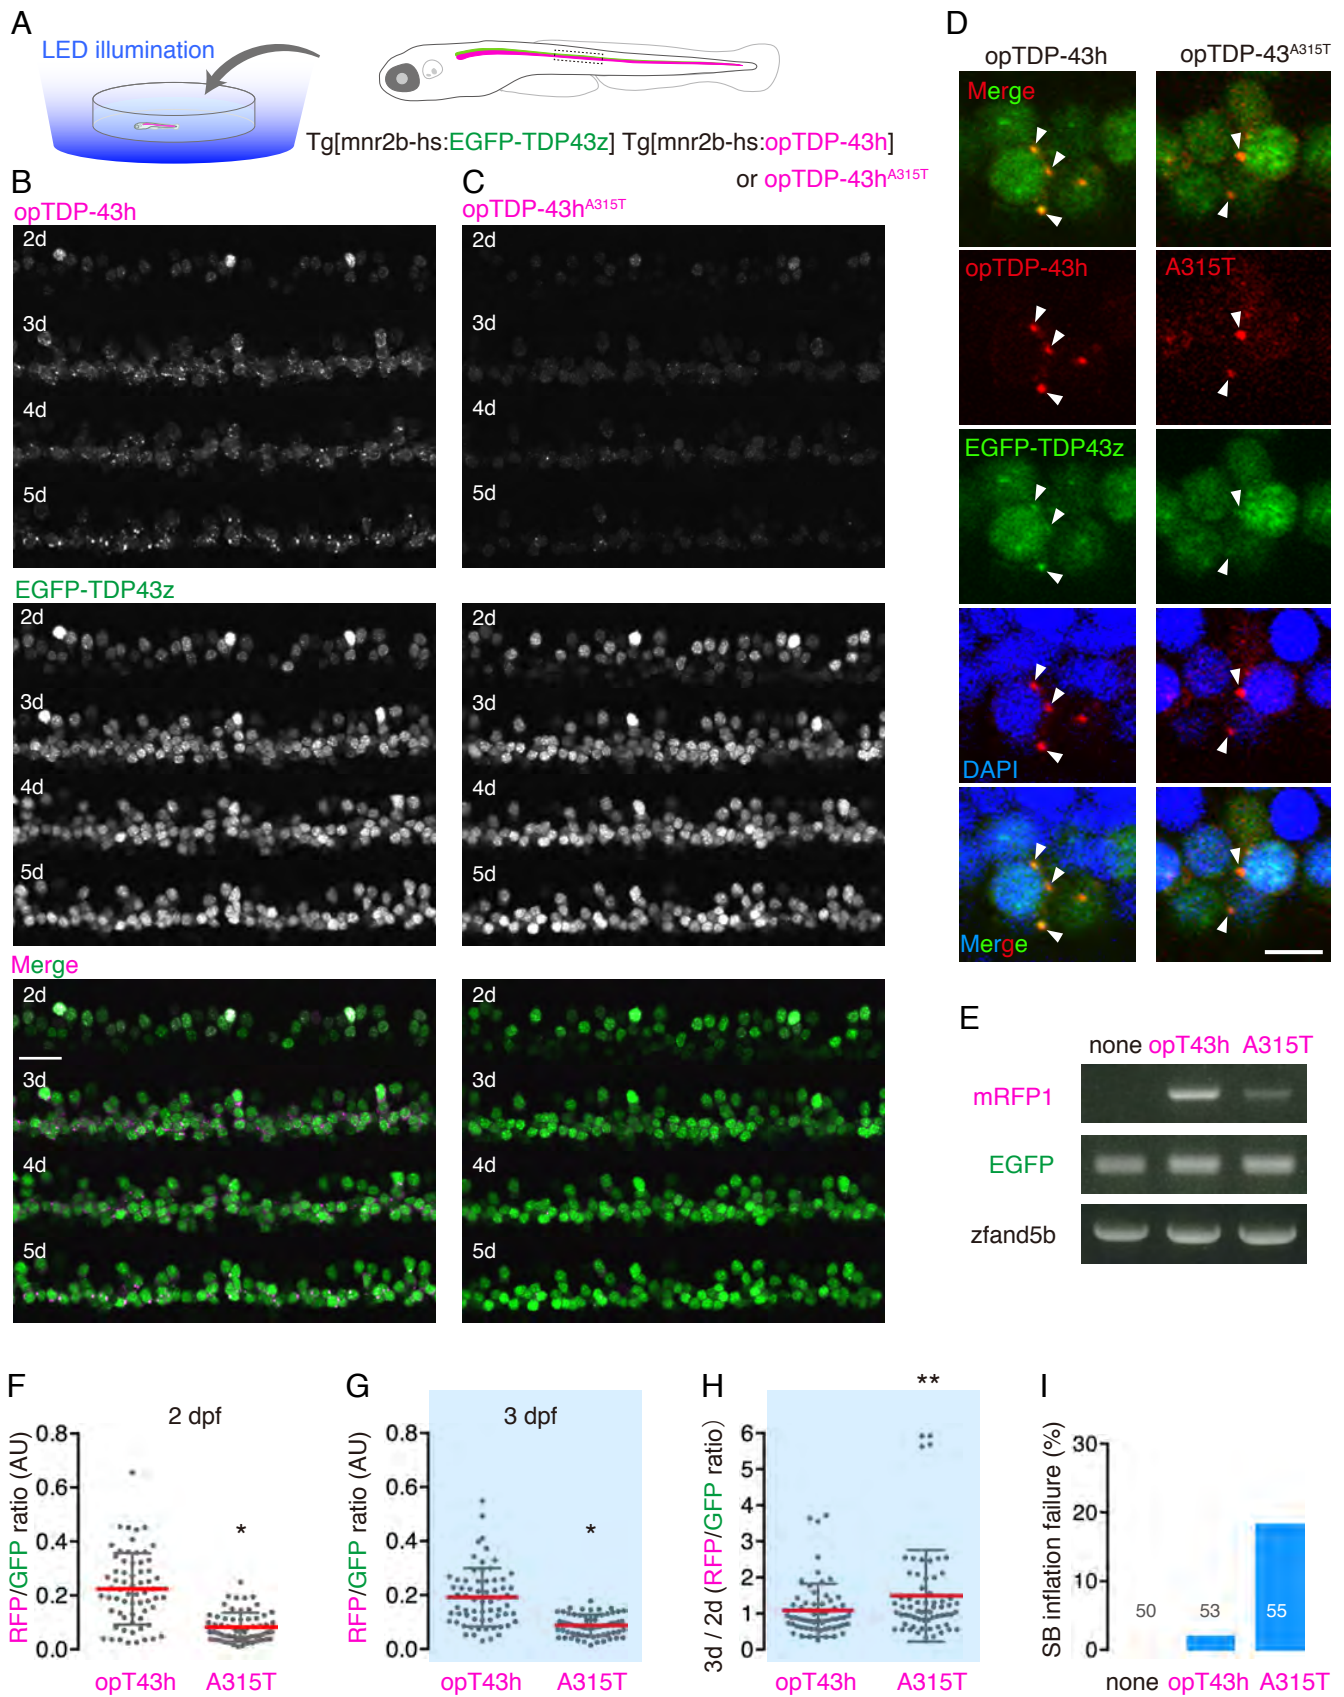 A
LED illumination
Tg[mnr2b-hs:EGFP-TDP43z] Tg[mnr2b-hs:opTDP-43h]
or opTDP-43hA315T
B
opTDP-43h
2d
3d
4d
5d
EGFP-TDP43z
2d
3d
4d
5d
Merge
2d
3d
4d
5d
C
opTDP-43hA315T
2d
3d
4d
5d
2d
3d
4d
5d
2d
3d
4d
5d
D
opTDP-43h
opTDP-43A315T
Merge
opTDP-43h
A315T
EGFP-TDP43z
DAPI
Merge
E
none opT43h A315T
mRFP1
EGFP
zfand5b
F
2 dpf
RFP/GFP ratio (AU)
0.8
0.6
0.4
0.2
0.0
*
opT43h A315T
G
3 dpf
RFP/GFP ratio (AU)
0.8
0.6
0.4
0.2
0.0
*
opT43h A315T
H
**
3d / 2d (RFP/GFP ratio)
6
5
4
3
2
1
0
opT43h A315T
I
SB inflation failure (%)
30
20
10
0
50
53
55
none opT43h A315T